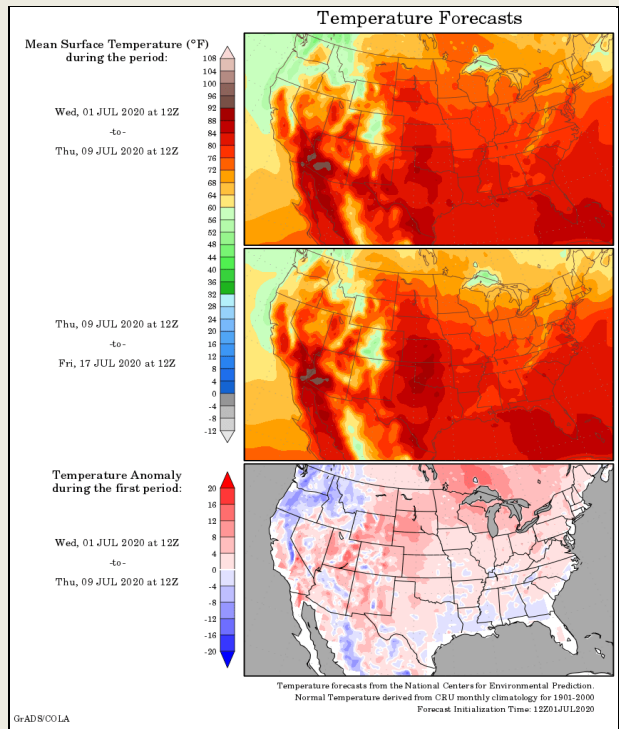 Temperature Forecasts
Mean Surface Temperature (°F)
during the period:
108
104
100
96
92
88
84
80
76
72
68
64
60
56
52
48
44
40
36
32
28
24
20
16
12
8
4
0
-4
-8
-12
Wed, 01 JUL 2020 at 12Z
-to-
Thu, 09 JUL 2020 at 12Z
Thu, 09 JUL 2020 at 12Z
-to-
Fri, 17 JUL 2020 at 12Z
Temperature Anomaly
during the first period:
20
16
12
8
4
0
-4
-8
-12
-16
-20
Wed, 01 JUL 2020 at 12Z
-to-
Thu, 09 JUL 2020 at 12Z
Temperature forecasts from the National Centers for Environmental Prediction.
Normal Temperature derived from CRU monthly climatology for 1901-2000
Forecast Initialization Time: 12Z01JUL2020
GrADS/COLA